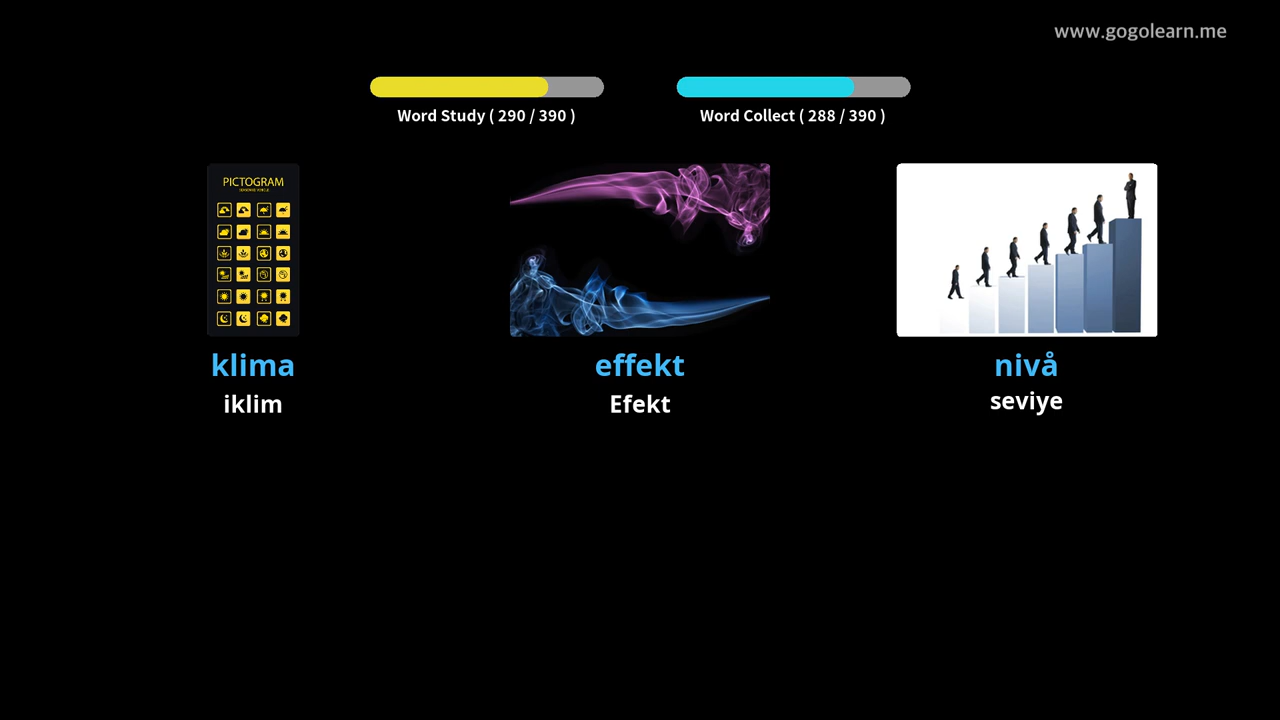 www.gogolearn.me
Word Study ( 290 / 390 )
Word Collect ( 288 / 390 )
PICTOGRAM
klima
effekt
nivå
iklim
Efekt
seviye